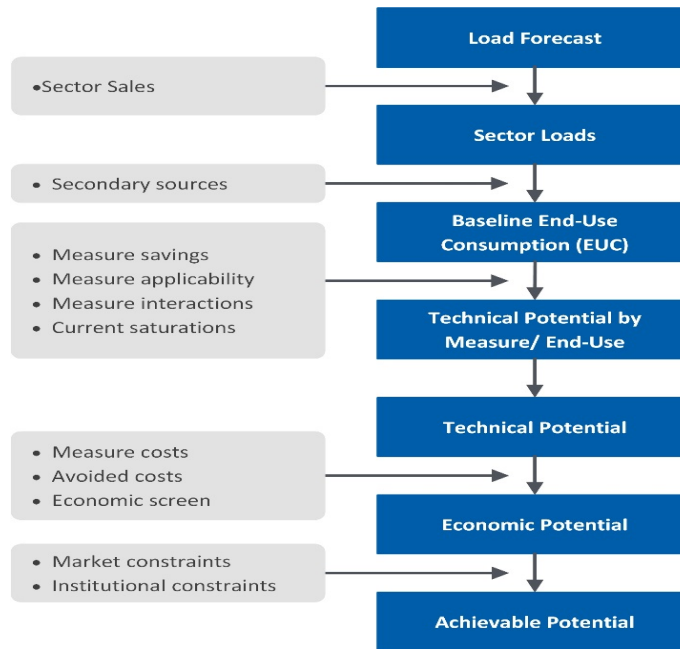 Load Forecast
•Sector Sales
Sector Loads
• Secondary sources
Baseline End-Use
Consumption (EUC)
• Measure savings
• Measure applicability
• Measure interactions
• Current saturations
Technical Potential by
Measure/ End-Use
Technical Potential
• Measure costs
• Avoided costs
• Economic screen
Economic Potential
• Market constraints
• Institutional constraints
Achievable Potential